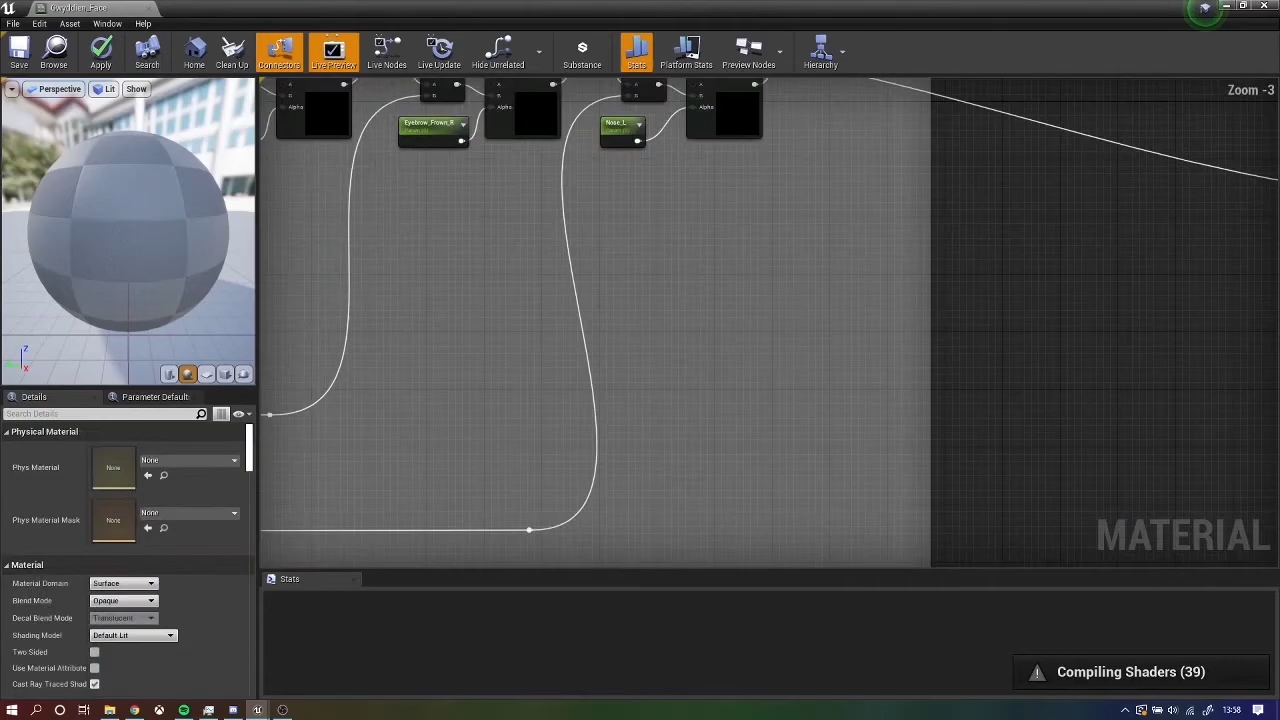 Gwyddien_Face
File Edit Asset Window Help
Save Browse Apply Search Home Clean Up Connectors Live Preview Live Nodes Live Update Hide Unrelated Stats Platform Stats Preview Nodes Hierarchy
Substance
Perspective Lit Show
Zoom -3
A
B
Alpha
A
B
Alpha
A
B
Alpha
Eyebrow_Frown_R
Nose_L
Z
X
MATERIAL
Details Parameter Default
Search Details
Physical Material
Phys Material None None
Phys Material Mask None None
Material
Material Domain Surface
Blend Mode Opaque
Decal Blend Mode Translucent
Shading Model Default Lit
Two Sided
Use Material Attribute
Cast Ray Traced Shad
Stats
Compiling Shaders (39)
13:58